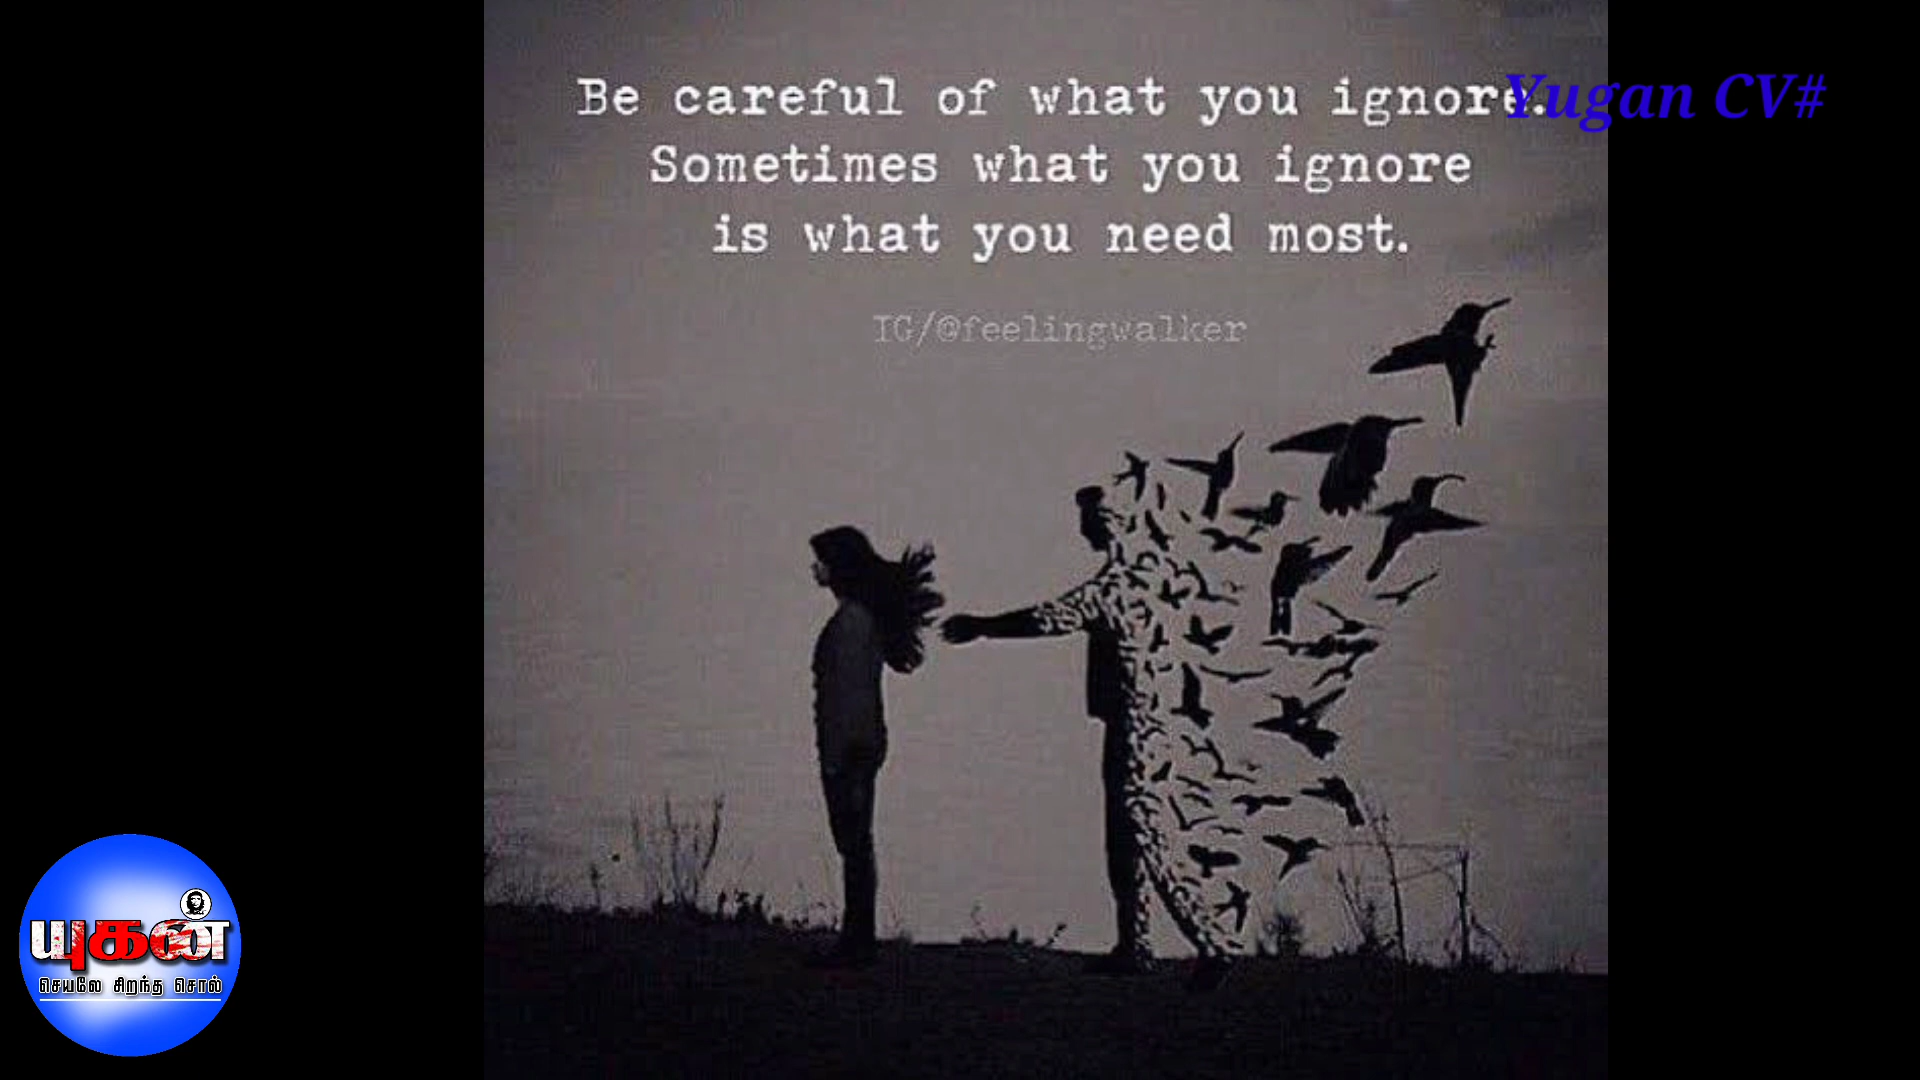 Be careful of what you ignore.
Yugan CV#
Sometimes what you ignore
is what you need most.
IG/@feelingwalker
யுகன்
செயலே சிறந்த சொல்